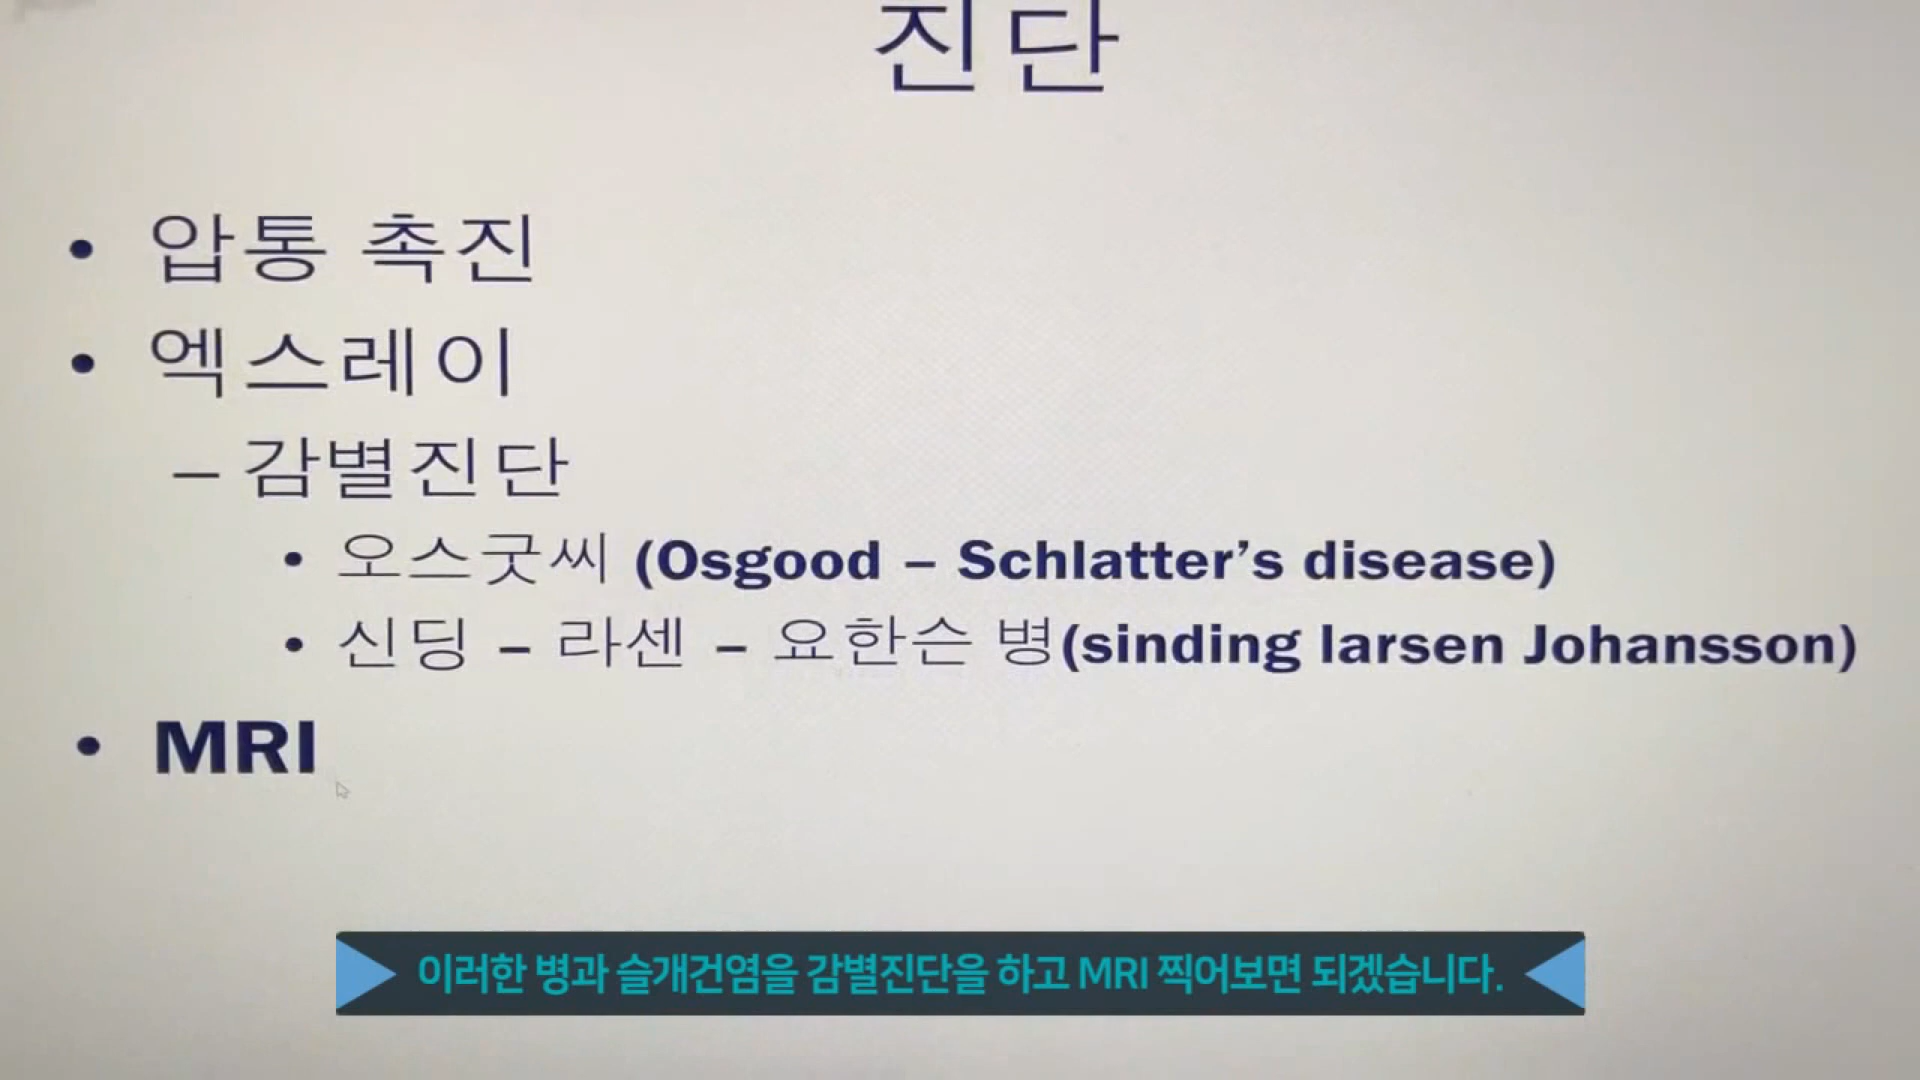 진단
• 압통 촉진
• 엑스레이
– 감별진단
• 오스굿씨 (Osgood – Schlatter’s disease)
• 신딩 – 라센 – 요한슨 병(sinding larsen Johansson)
• MRI
이러한 병과 슬개건염을 감별진단을 하고 MRI 찍어보면 되겠습니다.